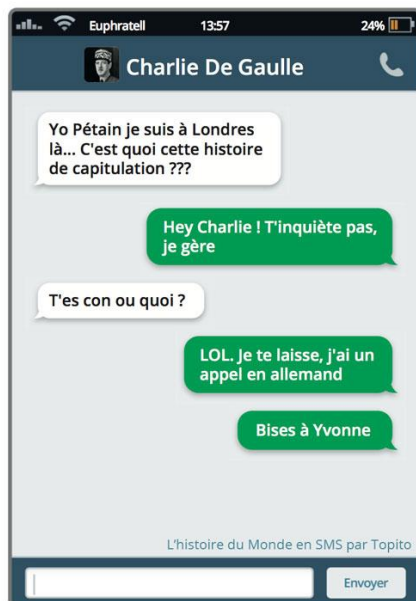 Euphratell 13:57 24%
Charlie De Gaulle
Yo Pétain je suis à Londres
là... C'est quoi cette histoire
de capitulation ???
Hey Charlie ! T'inquiète pas,
je gère
T'es con ou quoi ?
LOL. Je te laisse, j'ai un
appel en allemand
Bises à Yvonne
L'histoire du Monde en SMS par Topito
Envoyer